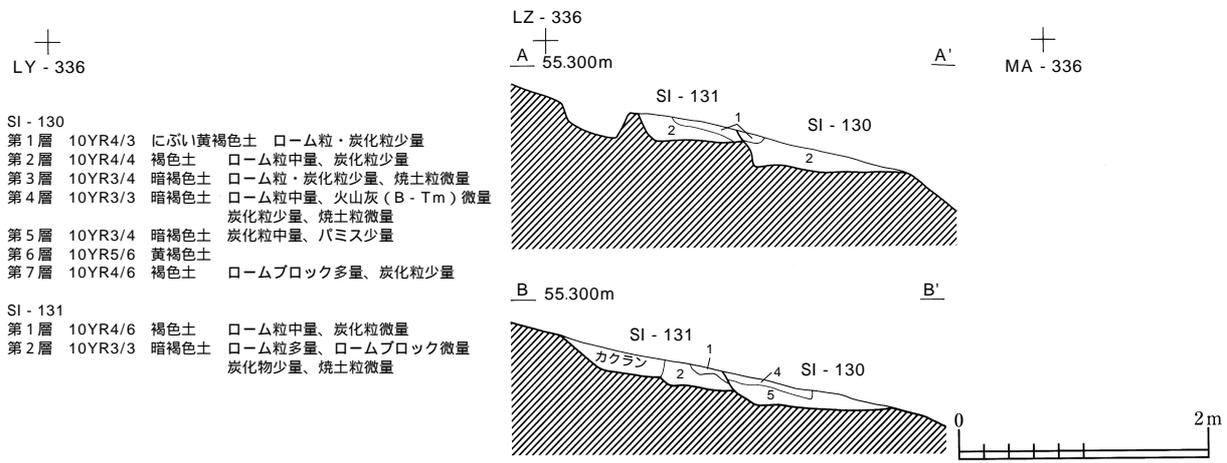 LY - 336
LZ - 336
MA - 336
SI - 130
第1層 10YR4/3 にぶい黄褐色土 ローム粒・炭化粒少量
第2層 10YR4/4 褐色土 ローム粒中量、炭化粒少量
第3層 10YR3/4 暗褐色土 ローム粒・炭化粒少量、焼土粒微量
第4層 10YR3/3 暗褐色土 ローム粒中量、火山灰(B - Tm)微量
炭化粒少量、焼土粒微量
第5層 10YR3/4 暗褐色土 炭化粒中量、パミス少量
第6層 10YR5/6 黄褐色土
第7層 10YR4/6 褐色土 ロームブロック多量、炭化粒少量
SI - 131
第1層 10YR4/6 褐色土 ローム粒中量、炭化粒微量
第2層 10YR3/3 暗褐色土 ローム粒多量、ロームブロック微量
炭化物少量、焼土粒微量
A 55.300m A'
SI - 131
1
SI - 130
2
2
B 55.300m B'
SI - 131
1
カクラン
2
4
SI - 130
5
0 2m